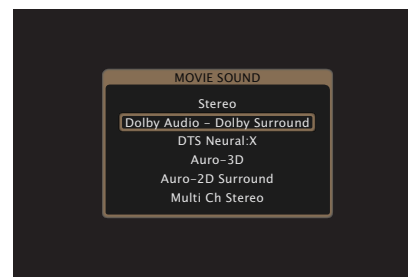 MOVIE SOUND
Stereo
Dolby Audio – Dolby Surround
DTS Neural:X
Auro-3D
Auro-2D Surround
Multi Ch Stereo